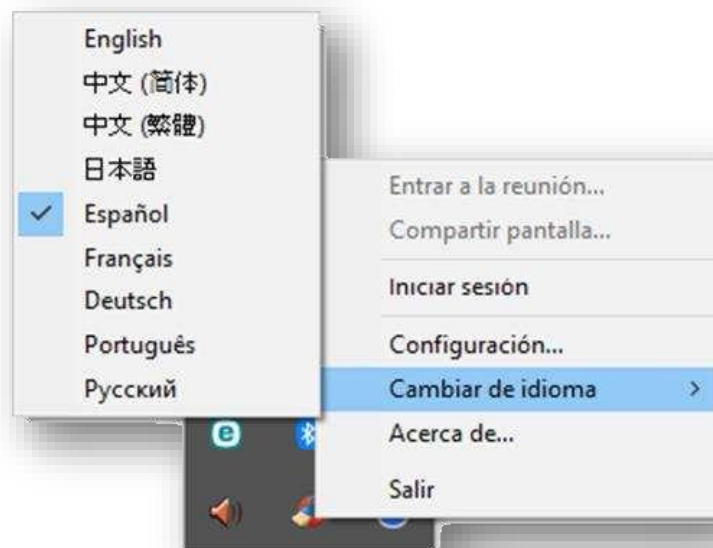 English
中文 (简体)
中文 (繁體)
日本語
Español
Français
Deutsch
Português
Русский
Entrar a la reunión...
Compartir pantalla...
Iniciar sesión
Configuración...
Cambiar de idioma
Acerca de...
Salir